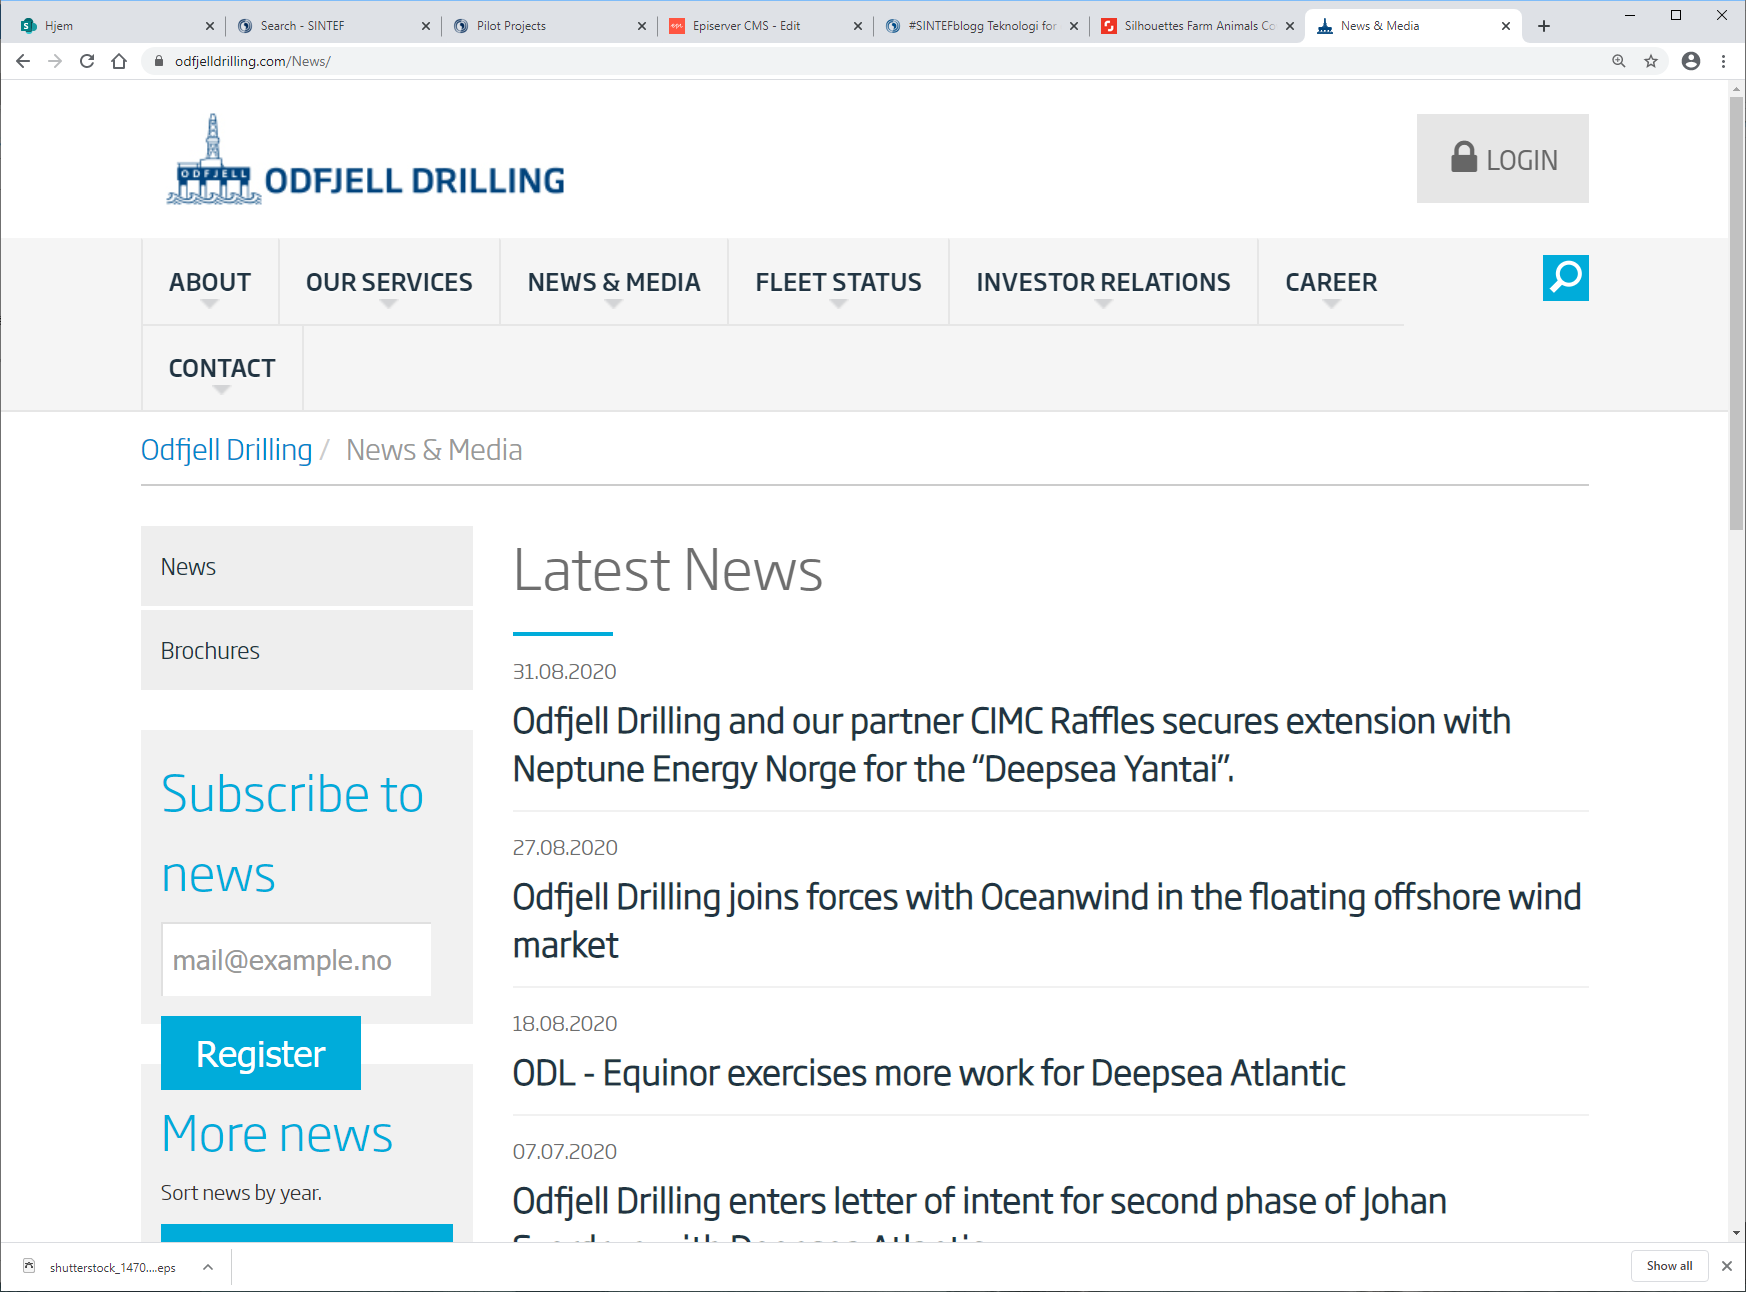 Hjem
Search - SINTEF
Pilot Projects
Episerver CMS - Edit
#SINTEFblogg Teknologi for
Silhouettes Farm Animals Co
News & Media
odfjelldrilling.com/News/
ODFJELL
ODFJELL DRILLING
LOGIN
ABOUT
OUR SERVICES
NEWS & MEDIA
FLEET STATUS
INVESTOR RELATIONS
CAREER
CONTACT
Odfjell Drilling / News & Media
News
Brochures
Subscribe to
news
mail@example.no
Register
More news
Sort news by year.
Latest News
31.08.2020
Odfjell Drilling and our partner CIMC Raffles secures extension with
Neptune Energy Norge for the “Deepsea Yantai”.
27.08.2020
Odfjell Drilling joins forces with Oceanwind in the floating offshore wind
market
18.08.2020
ODL - Equinor exercises more work for Deepsea Atlantic
07.07.2020
Odfjell Drilling enters letter of intent for second phase of Johan
Sverdrup with Deepsea Atlantic
shutterstock_1470....eps
Show all